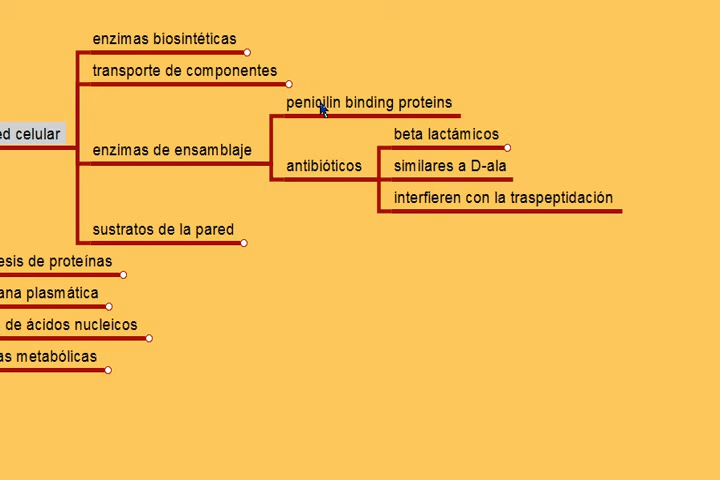 enzimas biosintéticas
transporte de componentes
penicilin binding proteins
ed celular
beta lactámicos
enzimas de ensamblaje
antibióticos
similares a D-ala
interfieren con la traspeptidación
sustratos de la pared
esis de proteínas
ana plasmática
de ácidos nucleicos
as metabólicas